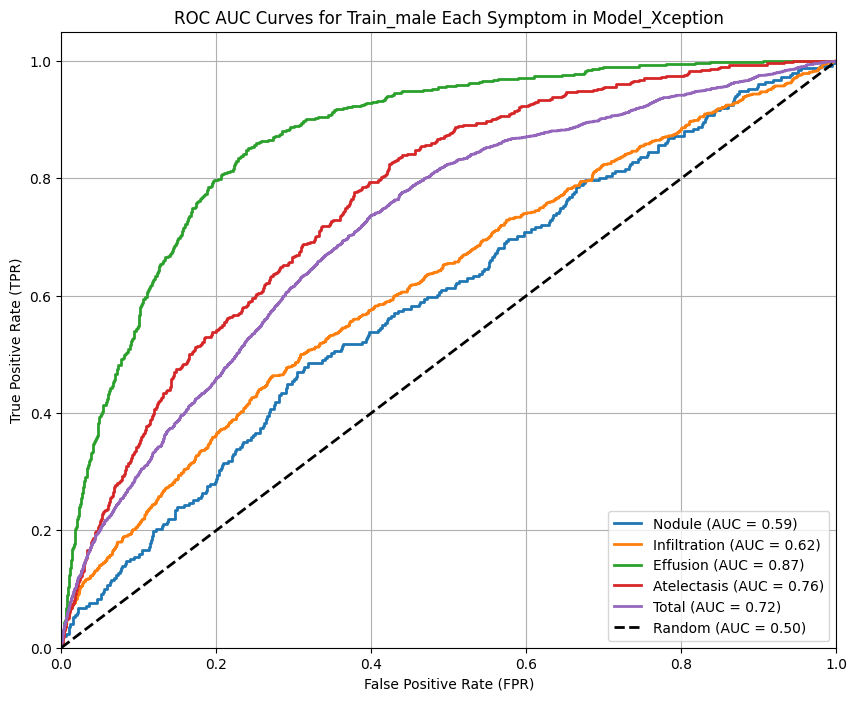 ROC AUC Curves for Train_male Each Symptom in Model_Xception
True Positive Rate (TPR)
1.0
0.8
0.6
0.4
0.2
0.0
Nodule (AUC = 0.59)
Infiltration (AUC = 0.62)
Effusion (AUC = 0.87)
Atelectasis (AUC = 0.76)
Total (AUC = 0.72)
Random (AUC = 0.50)
0.0 0.2 0.4 0.6 0.8 1.0
False Positive Rate (FPR)